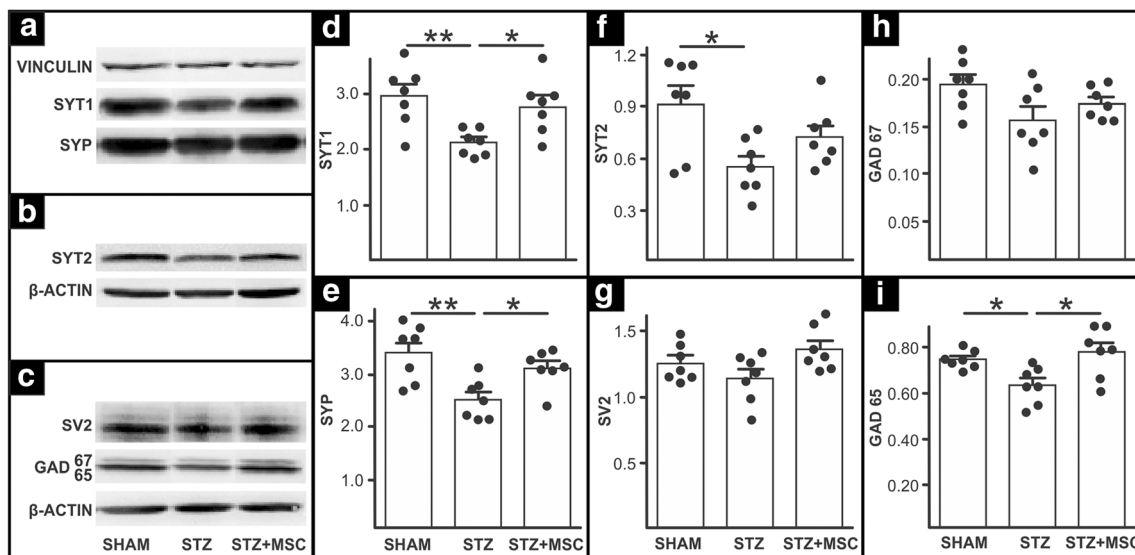 a
VINCULIN
SYT1
SYP
b
SYT2
β-ACTIN
c
SV2
GAD 67
65
β-ACTIN
SHAM STZ STZ+MSC
d
** *
3.0
2.0
1.0
SYT1
e
** *
4.0
3.0
2.0
1.0
SYP
SHAM STZ STZ+MSC
f
*
1.2
0.9
0.6
0.3
SYT2
g
1.5
1.0
0.5
SV2
SHAM STZ STZ+MSC
h
0.20
0.15
0.10
0.05
GAD 67
i
* *
0.80
0.60
0.40
0.20
GAD 65
SHAM STZ STZ+MSC